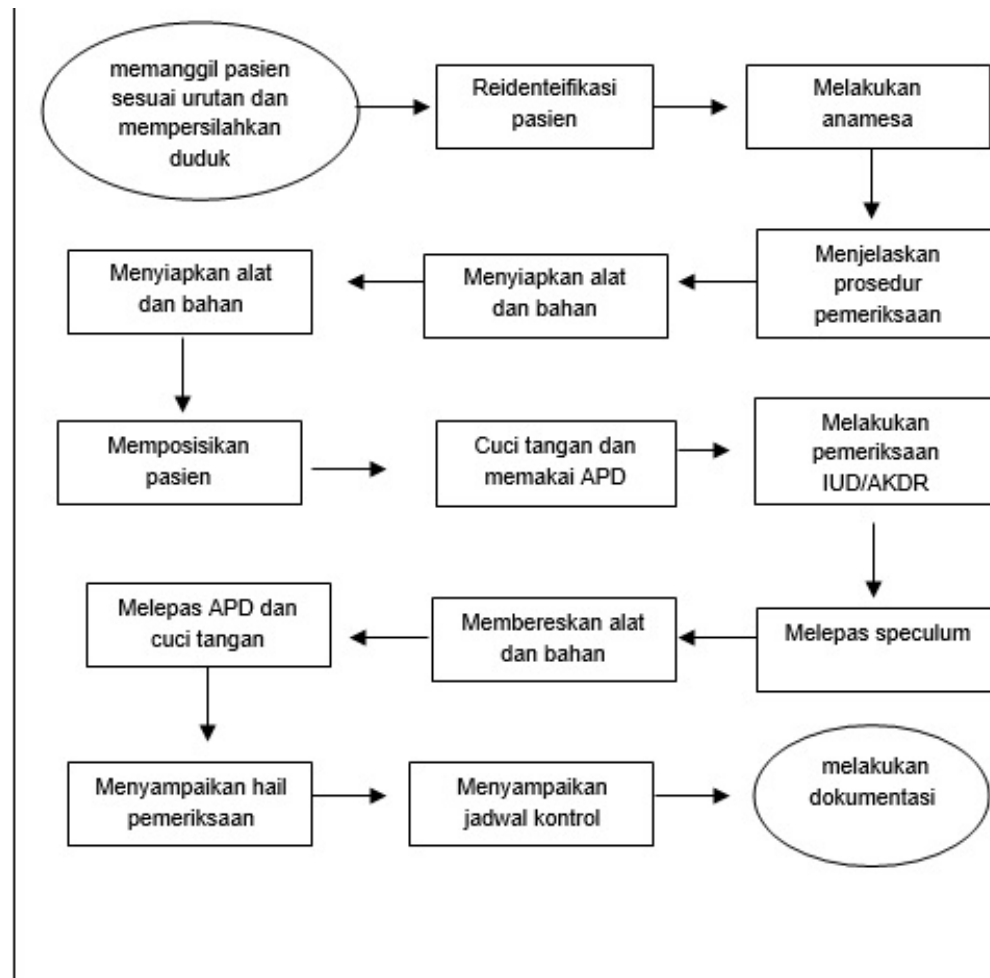 memanggil pasien
sesuai urutan dan
mempersilahkan
duduk
Reidenteifikasi
pasien
Melakukan
anamesa
Menjelaskan
prosedur
pemeriksaan
Menyiapkan alat
dan bahan
Menyiapkan alat
dan bahan
Memposisikan
pasien
Cuci tangan dan
memakai APD
Melakukan
pemeriksaan
IUD/AKDR
Melepas speculum
Membereskan alat
dan bahan
Melepas APD dan
cuci tangan
Menyampaikan hail
pemeriksaan
Menyampaikan
jadwal kontrol
melakukan
dokumentasi